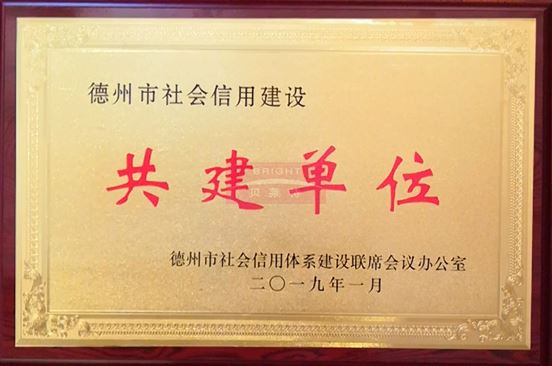 德州市社会信用建设
共建单位
BRIGHT
德州市社会信用体系建设联席会议办公室
二〇一九年一月